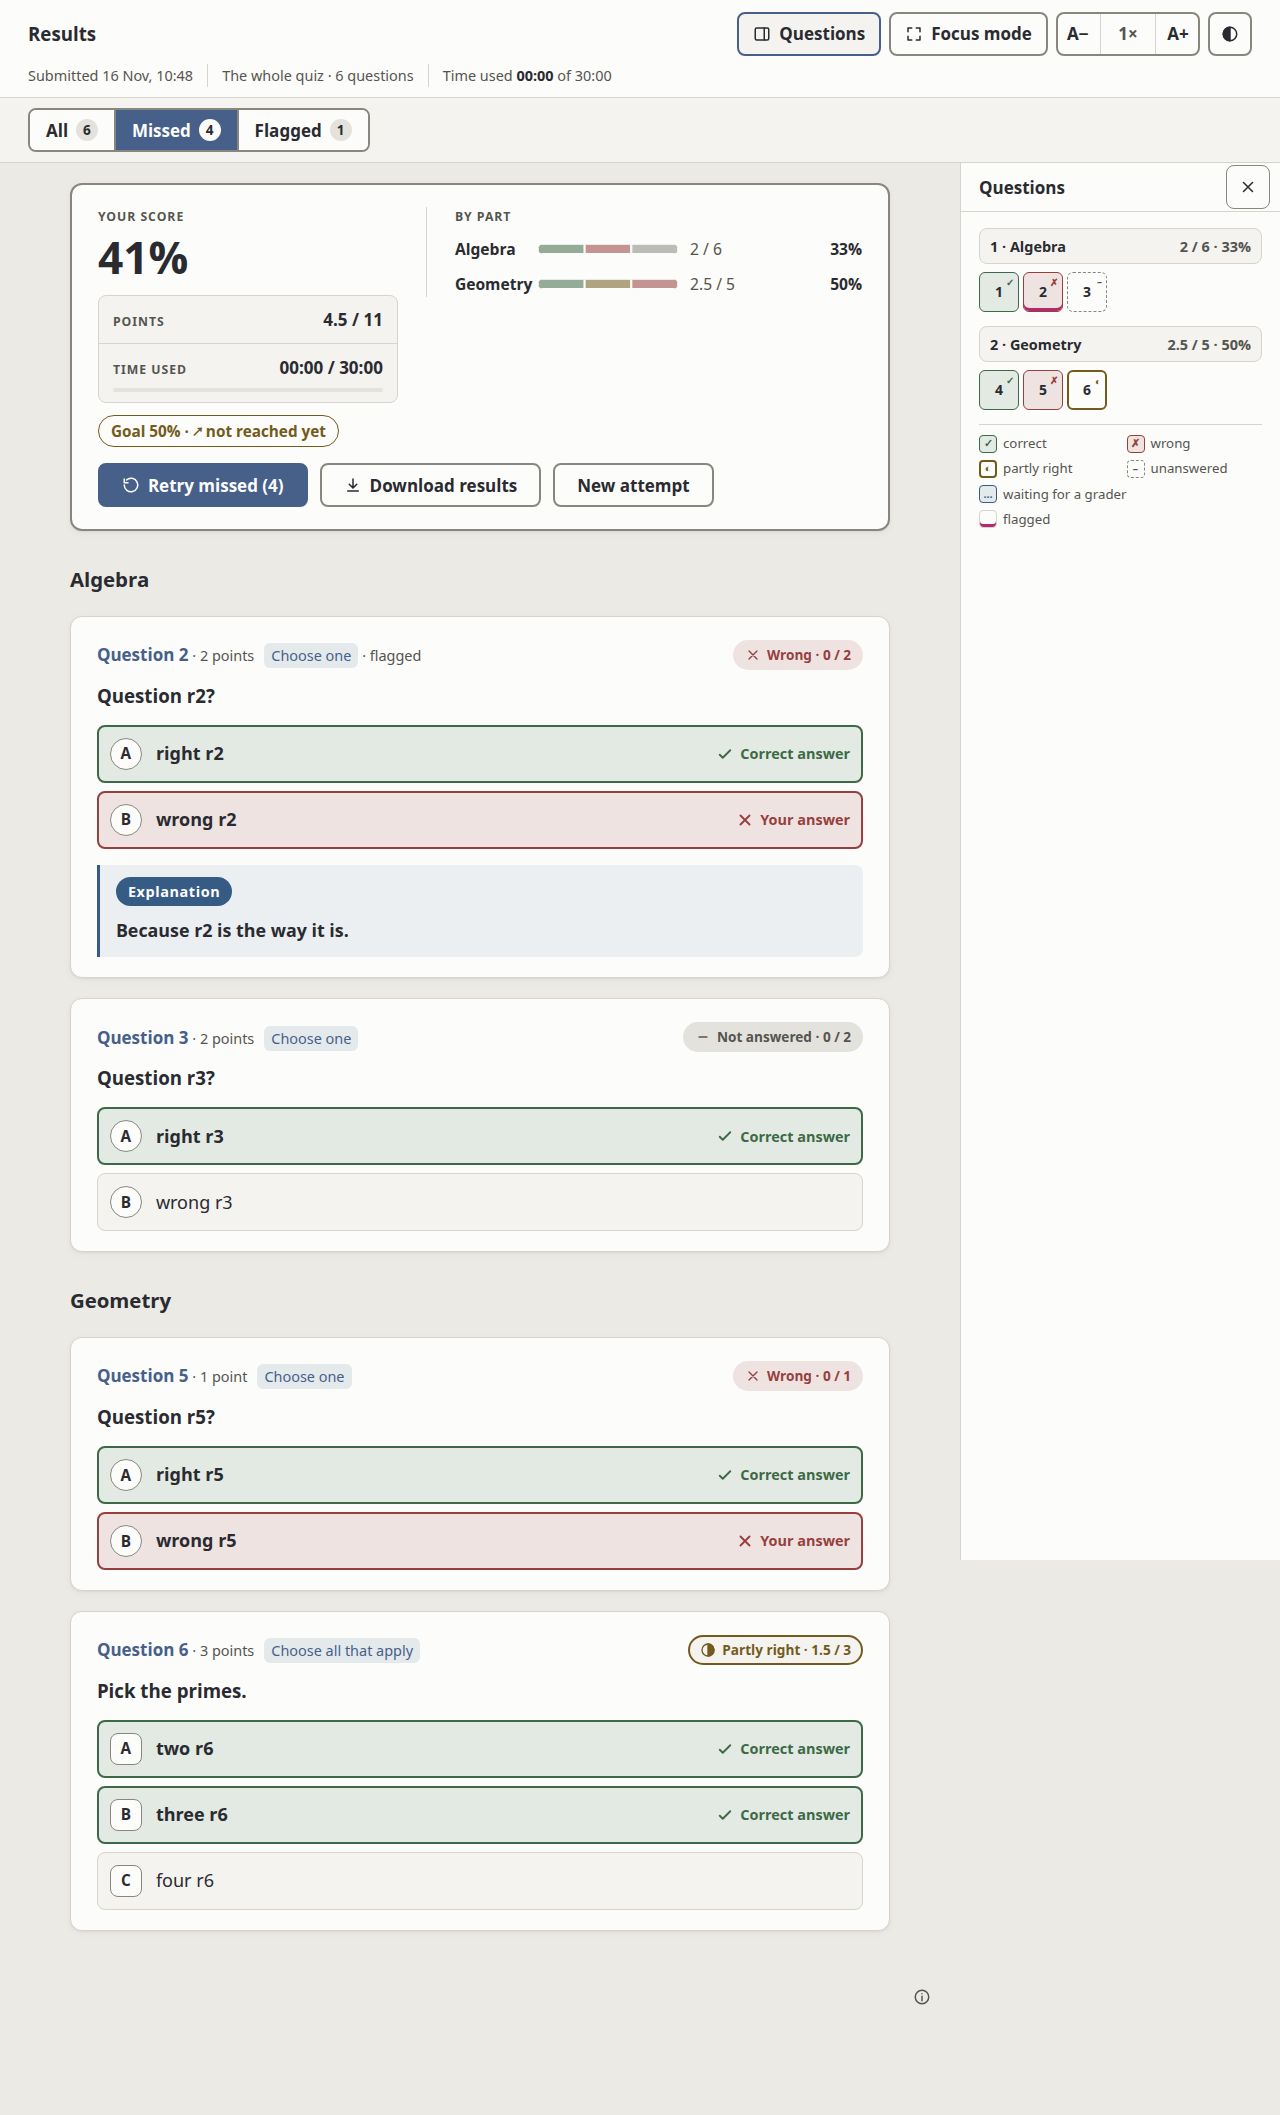 Results
Questions
Focus mode
A− 1× A+
Submitted 16 Nov, 10:48
The whole quiz · 6 questions
Time used 00:00 of 30:00
All 6
Missed 4
Flagged 1
YOUR SCORE
41%
POINTS 4.5 / 11
TIME USED 00:00 / 30:00
Goal 50% · ↗ not reached yet
BY PART
Algebra 2 / 6 33%
Geometry 2.5 / 5 50%
Retry missed (4)
Download results
New attempt
Algebra
Question 2 · 2 points Choose one · flagged
✕ Wrong · 0 / 2
Question r2?
A right r2 ✓ Correct answer
B wrong r2 ✕ Your answer
Explanation
Because r2 is the way it is.
Question 3 · 2 points Choose one
− Not answered · 0 / 2
Question r3?
A right r3 ✓ Correct answer
B wrong r3
Geometry
Question 5 · 1 point Choose one
✕ Wrong · 0 / 1
Question r5?
A right r5 ✓ Correct answer
B wrong r5 ✕ Your answer
Question 6 · 3 points Choose all that apply
Partly right · 1.5 / 3
Pick the primes.
A two r6 ✓ Correct answer
B three r6 ✓ Correct answer
C four r6
Questions
1 · Algebra 2 / 6 · 33%
1 ✓ 2 ✗ 3 –
2 · Geometry 2.5 / 5 · 50%
4 ✓ 5 ✗ 6 ◖
✓ correct
✗ wrong
◖ partly right
– unanswered
… waiting for a grader
flagged